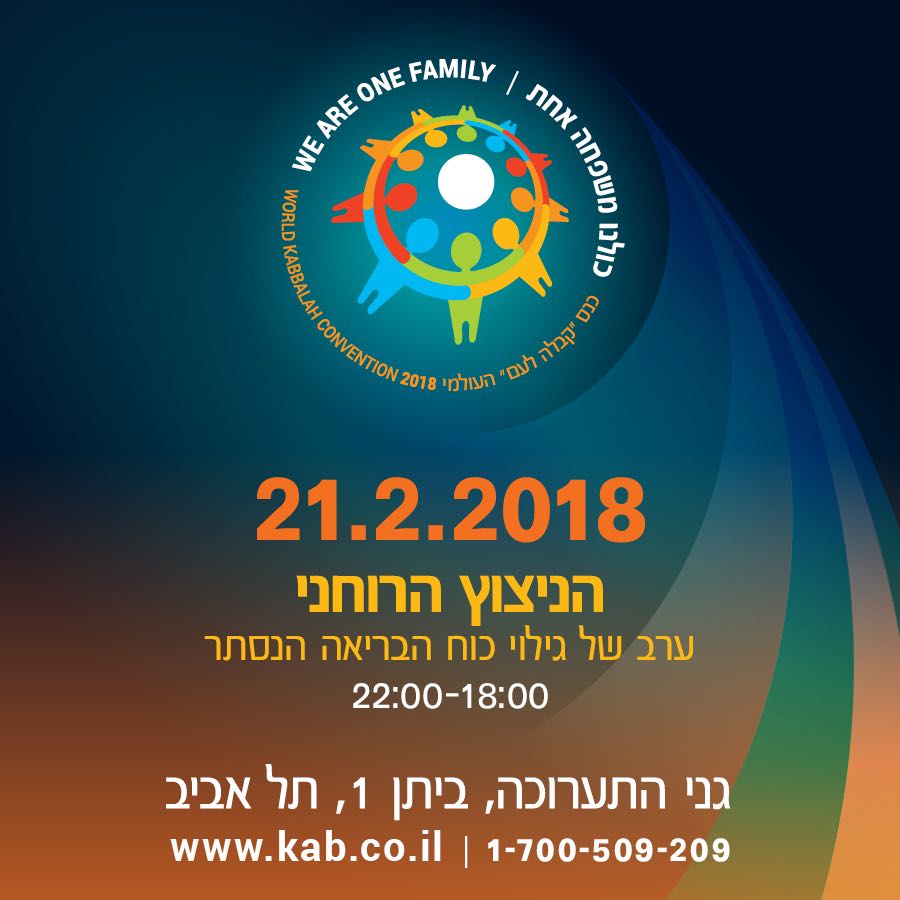 WE ARE ONE FAMILY | כולנו משפחה אחת
WORLD KABBALAH CONVENTION 2018 כנס "קבלה לעם" העולמי
21.2.2018
הניצוץ הרוחני
ערב של גילוי כוח הבריאה הנסתר
22:00-18:00
גני התערוכה, ביתן 1, תל אביב
www.kab.co.il | 1-700-509-209